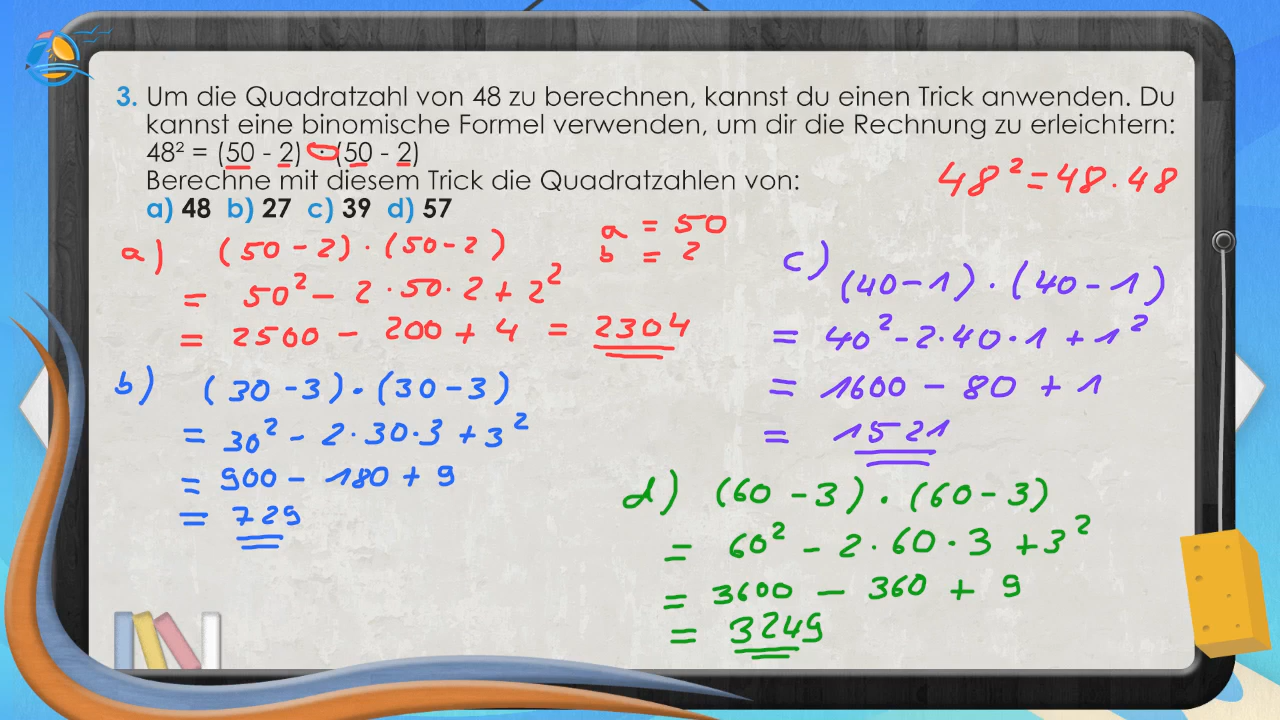 3. Um die Quadratzahl von 48 zu berechnen, kannst du einen Trick anwenden. Du
kannst eine binomische Formel verwenden, um dir die Rechnung zu erleichtern:
48² = (50 - 2) · (50 - 2)
Berechne mit diesem Trick die Quadratzahlen von:
a) 48 b) 27 c) 39 d) 57
48² = 48 · 48
a) (50 - 2) · (50 - 2)
= 50² - 2 · 50 · 2 + 2²
= 2500 - 200 + 4 = 2304
a = 50
b = 2
b) (30 - 3) · (30 - 3)
= 30² - 2 · 30 · 3 + 3²
= 900 - 180 + 9
= 729
c) (40 - 1) · (40 - 1)
= 40² - 2 · 40 · 1 + 1²
= 1600 - 80 + 1
= 1521
d) (60 - 3) · (60 - 3)
= 60² - 2 · 60 · 3 + 3²
= 3600 - 360 + 9
= 3249